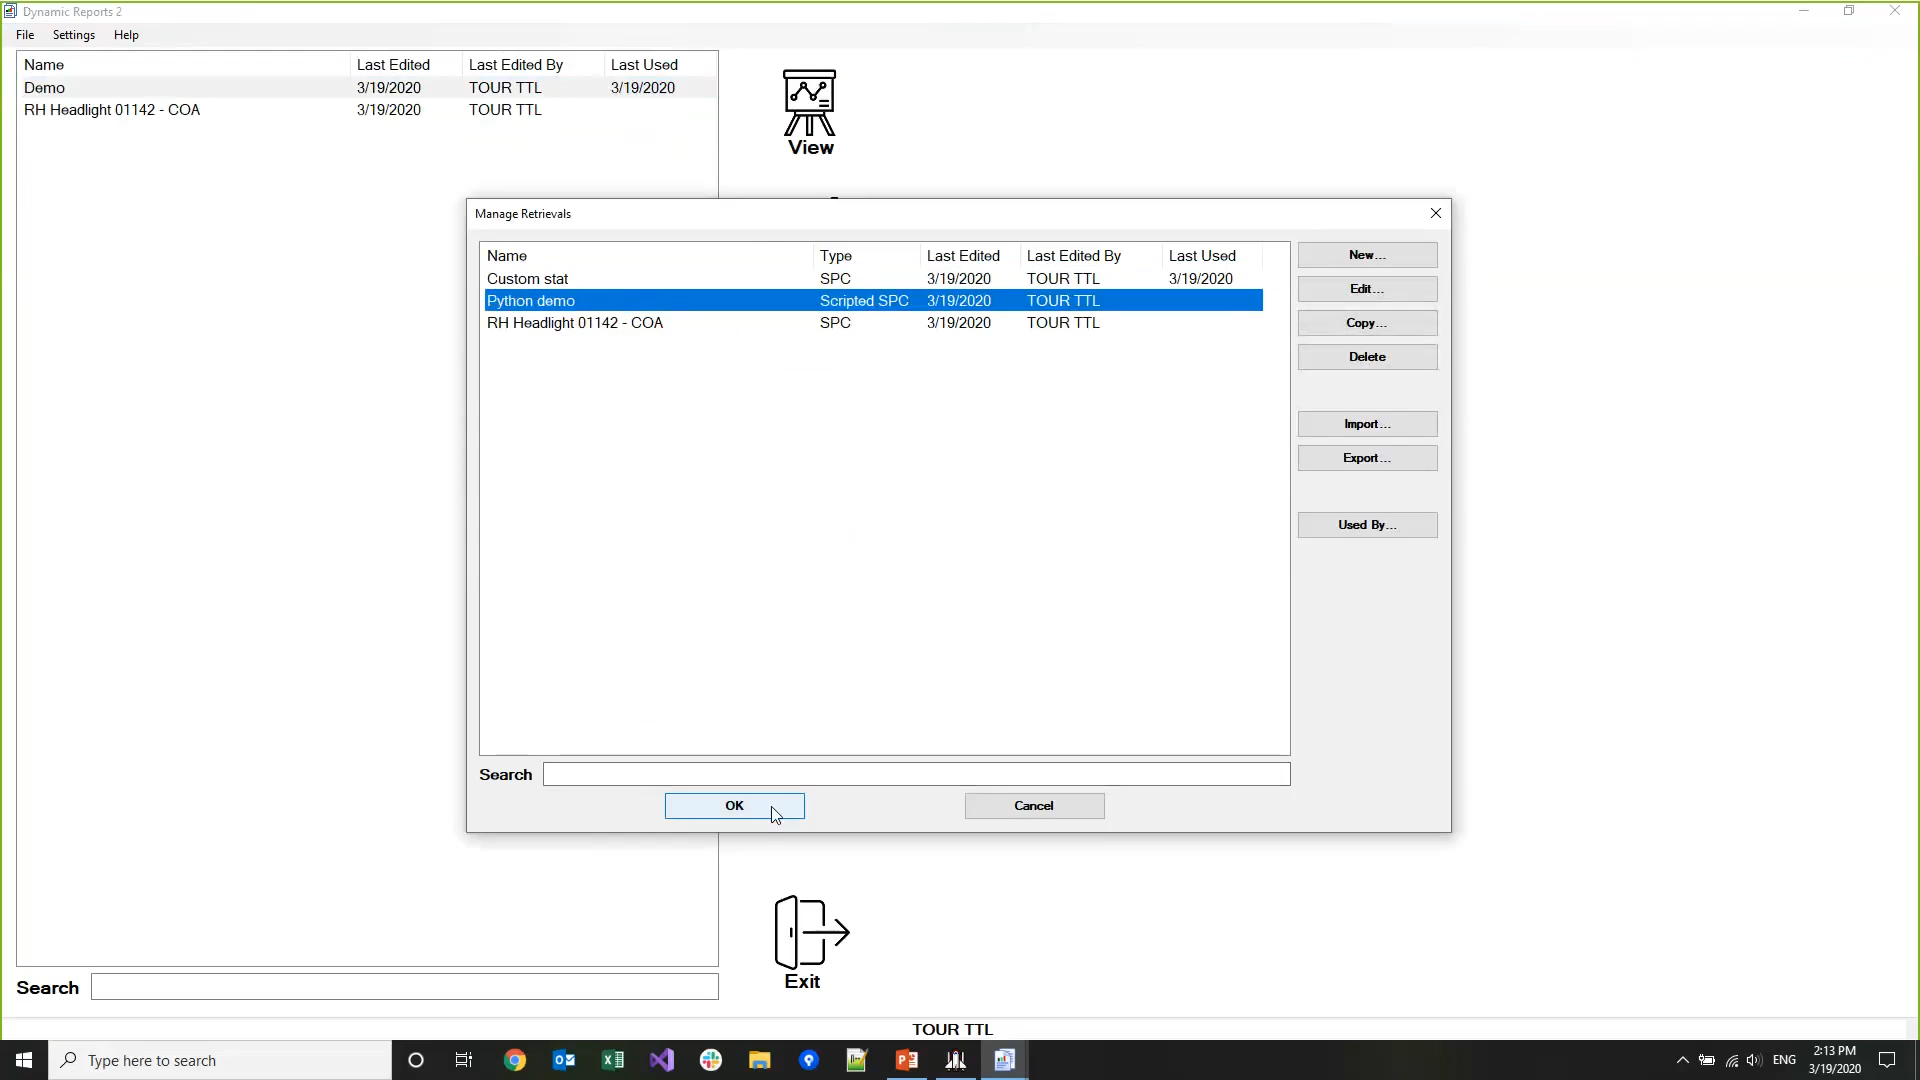 Dynamic Reports 2
File Settings Help
Name Last Edited Last Edited By Last Used
Demo 3/19/2020 TOUR TTL 3/19/2020
RH Headlight 01142 - COA 3/19/2020 TOUR TTL
View
Manage Retrievals
Name Type Last Edited Last Edited By Last Used
Custom stat SPC 3/19/2020 TOUR TTL 3/19/2020
Python demo Scripted SPC 3/19/2020 TOUR TTL
RH Headlight 01142 - COA SPC 3/19/2020 TOUR TTL
New...
Edit...
Copy...
Delete
Import...
Export...
Used By...
Search
OK Cancel
Exit
Search
TOUR TTL
Type here to search
ENG
2:13 PM
3/19/2020